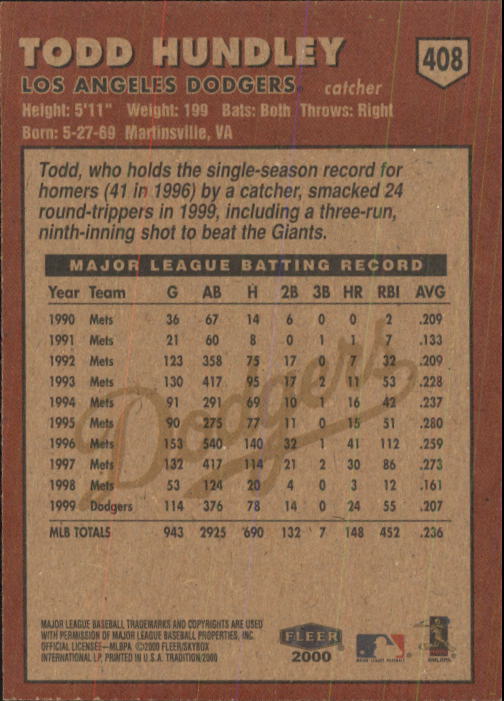 TODD HUNDLEY
408
LOS ANGELES DODGERS catcher
Height: 5'11" Weight: 199 Bats: Both Throws: Right
Born: 5-27-69 Martinsville, VA
Todd, who holds the single-season record for
homers (41 in 1996) by a catcher, smacked 24
round-trippers in 1999, including a three-run,
ninth-inning shot to beat the Giants.
MAJOR LEAGUE BATTING RECORD
Year Team G AB H 2B 3B HR RBI AVG
1990 Mets 36 67 14 6 0 0 2 .209
1991 Mets 21 60 8 0 1 1 7 .133
1992 Mets 123 358 75 17 0 7 32 .209
1993 Mets 130 417 95 17 2 11 53 .228
1994 Mets 91 291 69 10 1 16 42 .237
1995 Mets 90 275 77 11 0 15 51 .280
1996 Mets 153 540 140 32 1 41 112 .259
1997 Mets 132 417 114 21 2 30 86 .273
1998 Mets 53 124 20 4 0 3 12 .161
1999 Dodgers 114 376 78 14 0 24 55 .207
MLB TOTALS 943 2925 690 132 7 148 452 .236
Dodgers
MAJOR LEAGUE BASEBALL TRADEMARKS AND COPYRIGHTS ARE USED
WITH PERMISSION OF MAJOR LEAGUE BASEBALL PROPERTIES, INC.
OFFICIAL LICENSEE—MLBPA ©2000 FLEER/SKYBOX
INTERNATIONAL LP, PRINTED IN U.S.A. TRADITION/2000
FLEER
2000
MAJOR LEAGUE BASEBALL